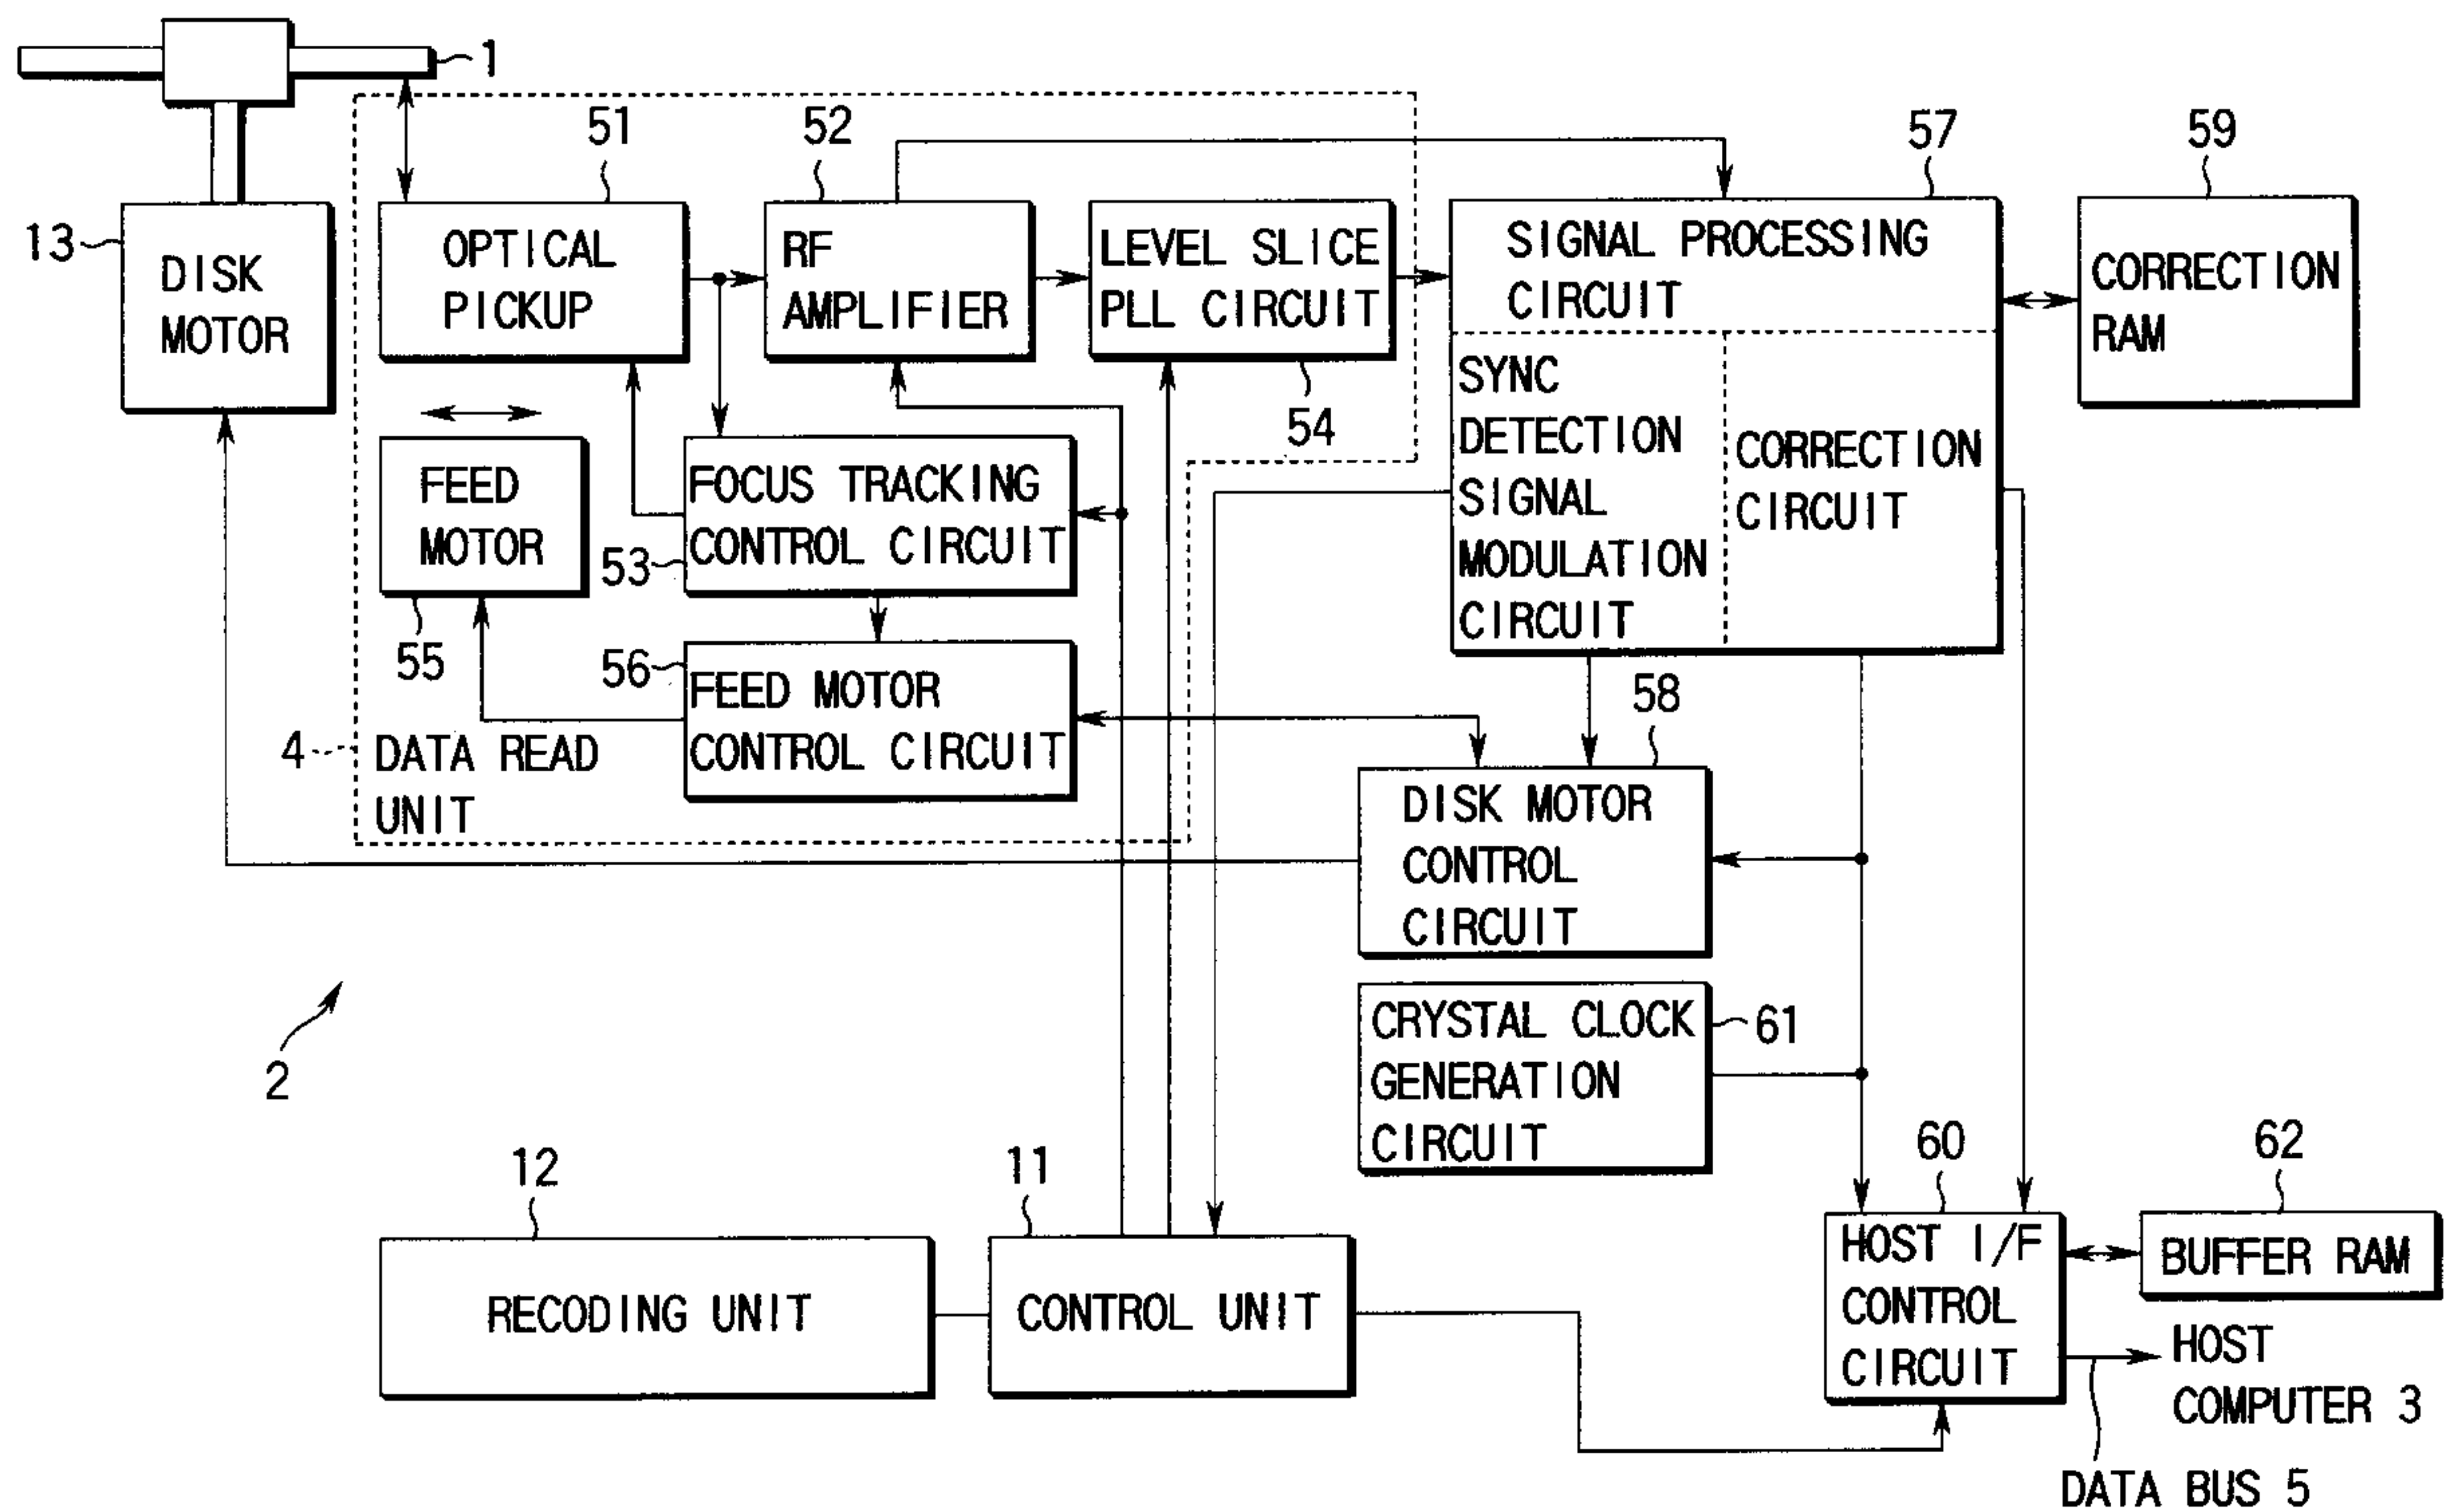 1
51
52
57
59
13
DISK
MOTOR
OPTICAL
PICKUP
RF
AMPLIFIER
LEVEL SLICE
PLL CIRCUIT
54
SIGNAL PROCESSING
CIRCUIT
SYNC
DETECTION
SIGNAL
MODULATION
CIRCUIT
CORRECTION
CIRCUIT
CORRECTION
RAM
FEED
MOTOR
55
FOCUS TRACKING
CONTROL CIRCUIT
53
56
FEED MOTOR
CONTROL CIRCUIT
4
DATA READ
UNIT
58
DISK MOTOR
CONTROL
CIRCUIT
2
CRYSTAL CLOCK
GENERATION
CIRCUIT
61
12
RECODING UNIT
11
CONTROL UNIT
60
HOST I/F
CONTROL
CIRCUIT
62
BUFFER RAM
HOST
COMPUTER 3
DATA BUS 5